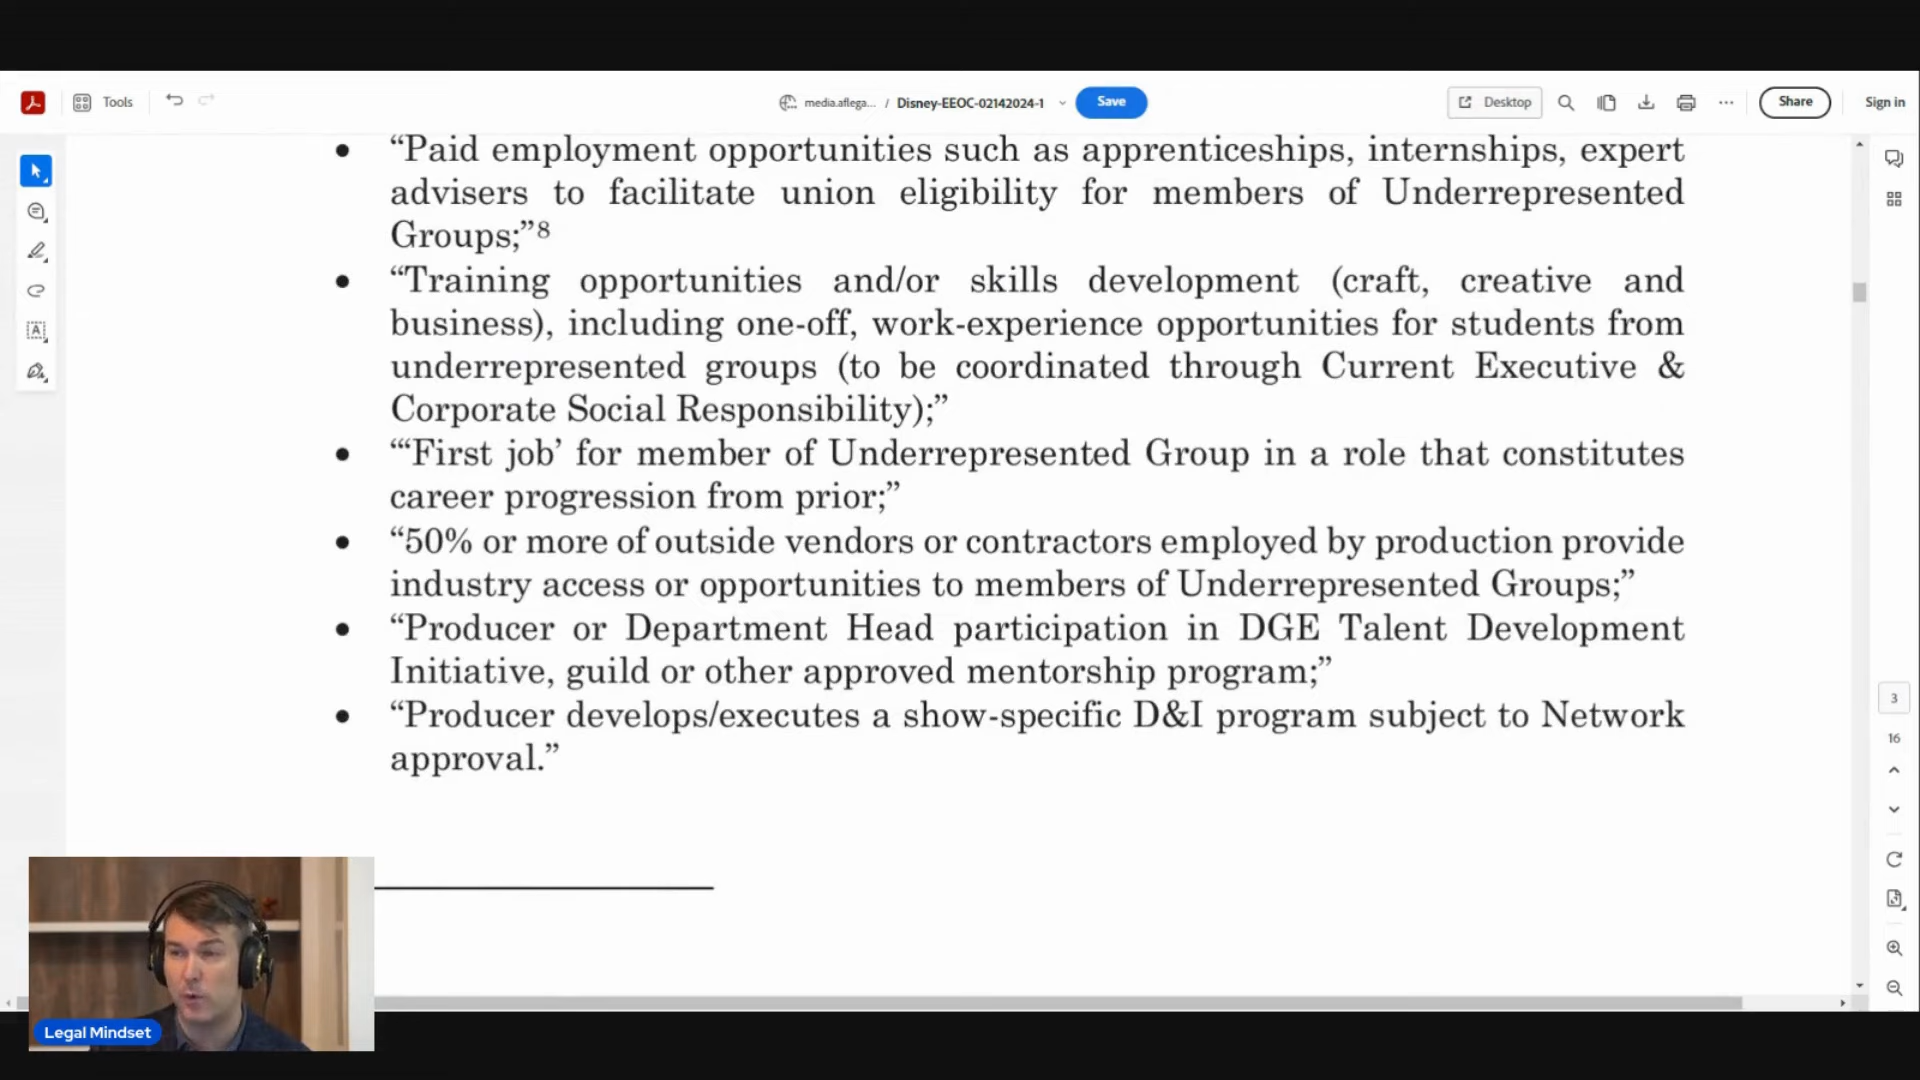 Tools
media.aflega... / Disney-EEOC-02142024-1
Save
Desktop
Share
Sign in
• “Paid employment opportunities such as apprenticeships, internships, expert
advisers to facilitate union eligibility for members of Underrepresented
Groups;”⁸
• “Training opportunities and/or skills development (craft, creative and
business), including one-off, work-experience opportunities for students from
underrepresented groups (to be coordinated through Current Executive &
Corporate Social Responsibility);”
• “‘First job’ for member of Underrepresented Group in a role that constitutes
career progression from prior;”
• “50% or more of outside vendors or contractors employed by production provide
industry access or opportunities to members of Underrepresented Groups;”
• “Producer or Department Head participation in DGE Talent Development
Initiative, guild or other approved mentorship program;”
• “Producer develops/executes a show-specific D&I program subject to Network
approval.”
3
16
Legal Mindset